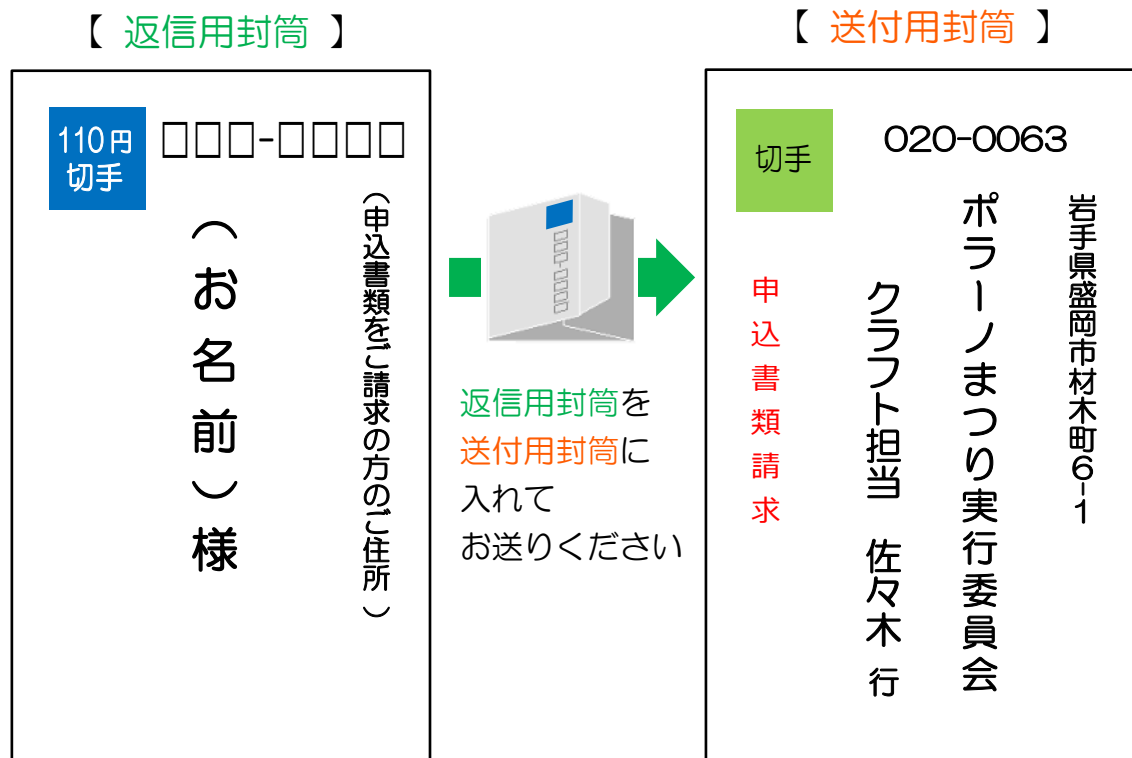 【 返信用封筒 】
110円
切手
□□□-□□□□
（申込書類をご請求の方のご住所）
（お名前）様
返信用封筒を
送付用封筒に
入れて
お送りください
【 送付用封筒 】
切手
020-0063
岩手県盛岡市材木町6-1
ポラーノまつり実行委員会
クラフト担当 佐々木 行
申込書類請求